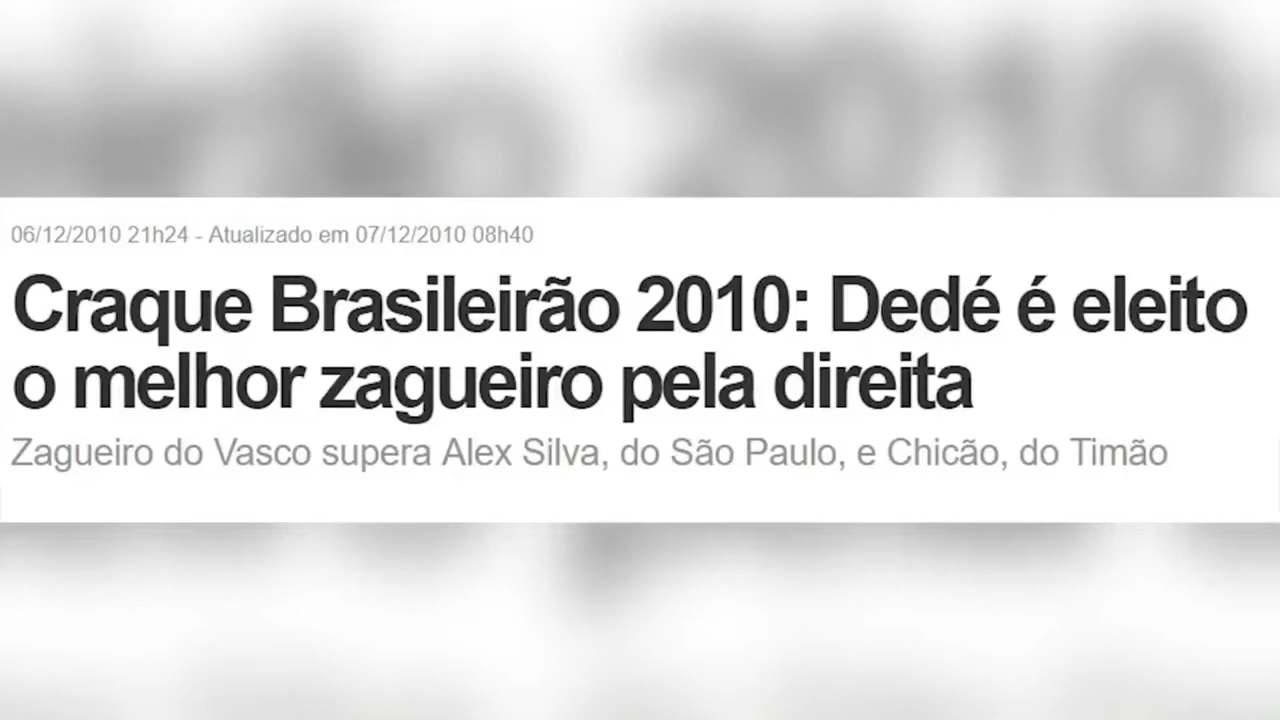 06/12/2010 21h24 - Atualizado em 07/12/2010 08h40
Craque Brasileirão 2010: Dedé é eleito
o melhor zagueiro pela direita
Zagueiro do Vasco supera Alex Silva, do São Paulo, e Chicão, do Timão